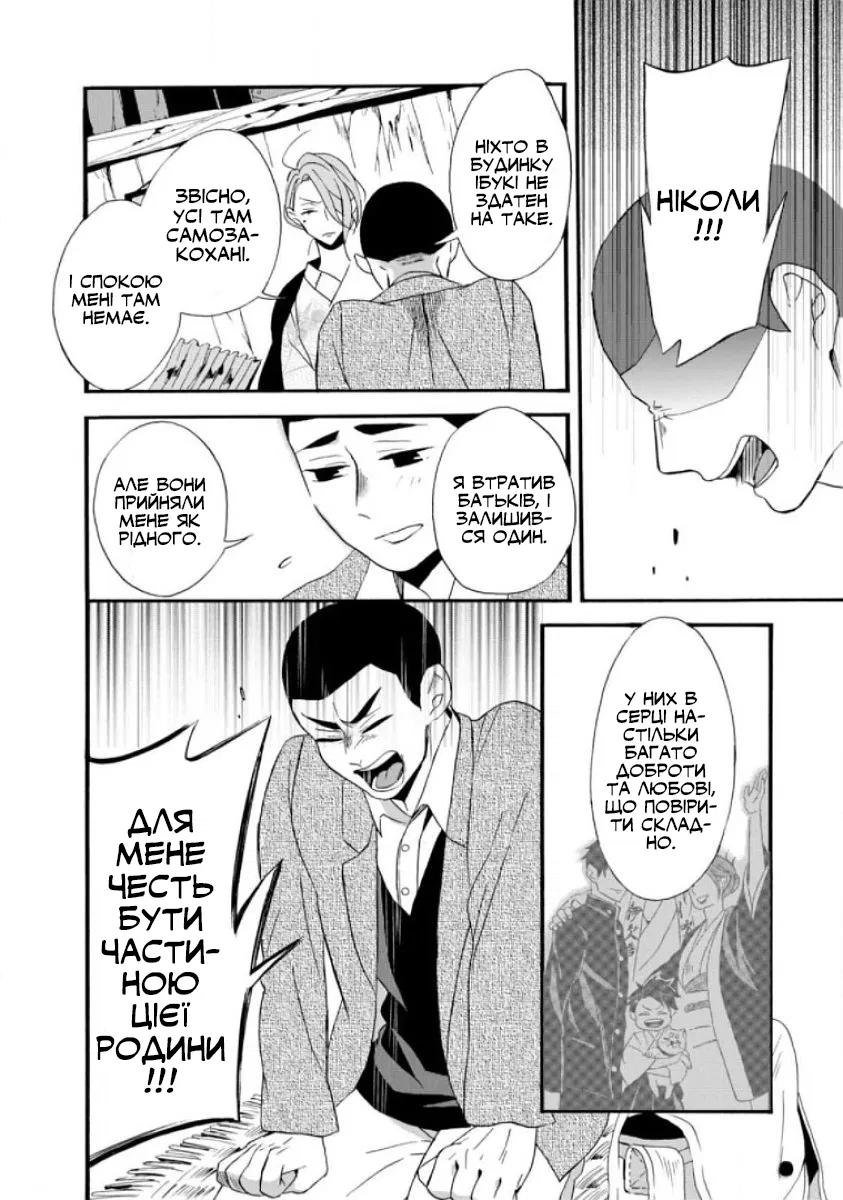 НІКОЛИ
!!!
НІХТО В
БУДИНКУ
ІБУКІ НЕ
ЗДАТЕН
НА ТАКЕ.
ЗВІСНО,
УСІ ТАМ
САМОЗА-
КОХАНІ.
І СПОКОЮ
МЕНІ ТАМ
НЕМАЄ.
Я ВТРАТИВ
БАТЬКІВ, І
ЗАЛИШИВ-
СЯ ОДИН.
АЛЕ ВОНИ
ПРИЙНЯЛИ
МЕНЕ ЯК
РІДНОГО.
У НИХ В
СЕРЦІ НА-
СТІЛЬКИ
БАГАТО
ДОБРОТИ
ТА ЛЮБОВІ,
ЩО ПОВІРИ-
ТИ СКЛАД-
НО.
ДЛЯ
МЕНЕ
ЧЕСТЬ
БУТИ
ЧАСТИ-
НОЮ
ЦІЄЇ
РОДИНИ
!!!